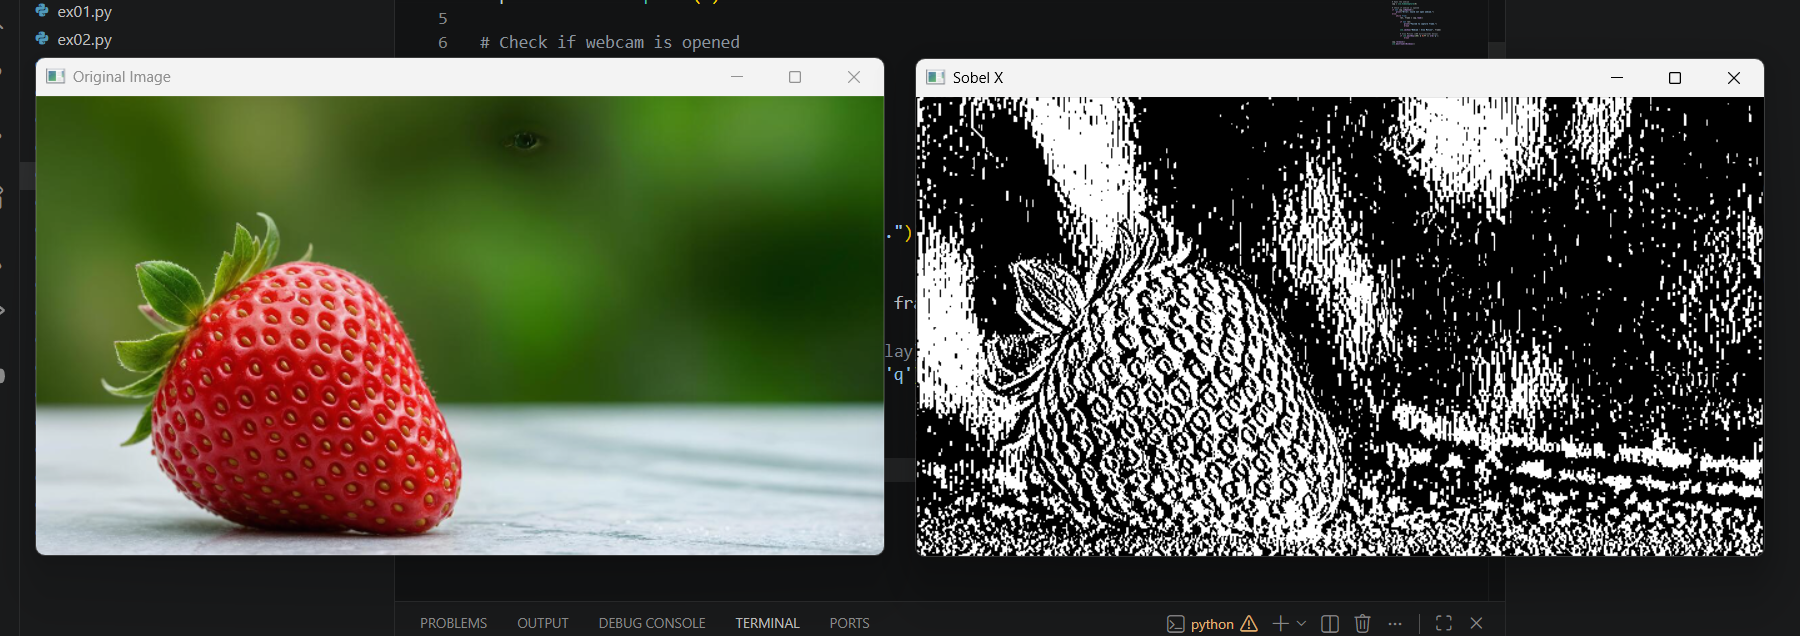 ex01.py
ex02.py
5
6 # Check if webcam is opened
Original Image
Sobel X
.")
fra
lay
'q'
PROBLEMS OUTPUT DEBUG CONSOLE TERMINAL PORTS python